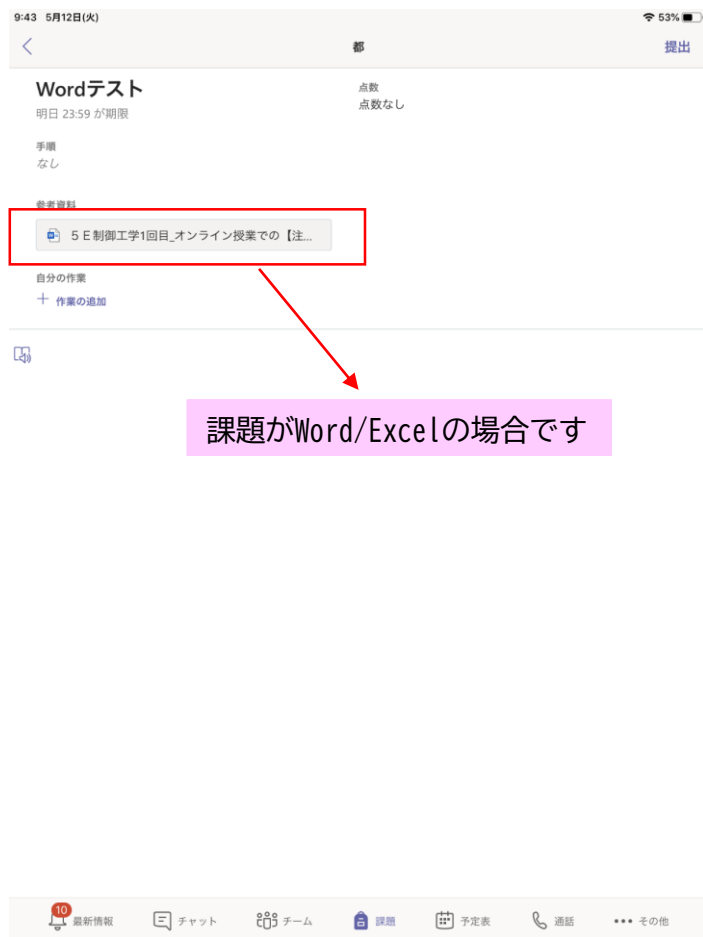 9:43 5月12日(火)
53%
都
提出
Wordテスト
明日 23:59 が期限
点数
点数なし
手順
なし
参考資料
５Ｅ制御工学1回目_オンライン授業での【注...
自分の作業
+ 作業の追加
課題がWord/Excelの場合です
10
最新情報
チャット
チーム
課題
予定表
通話
••• その他